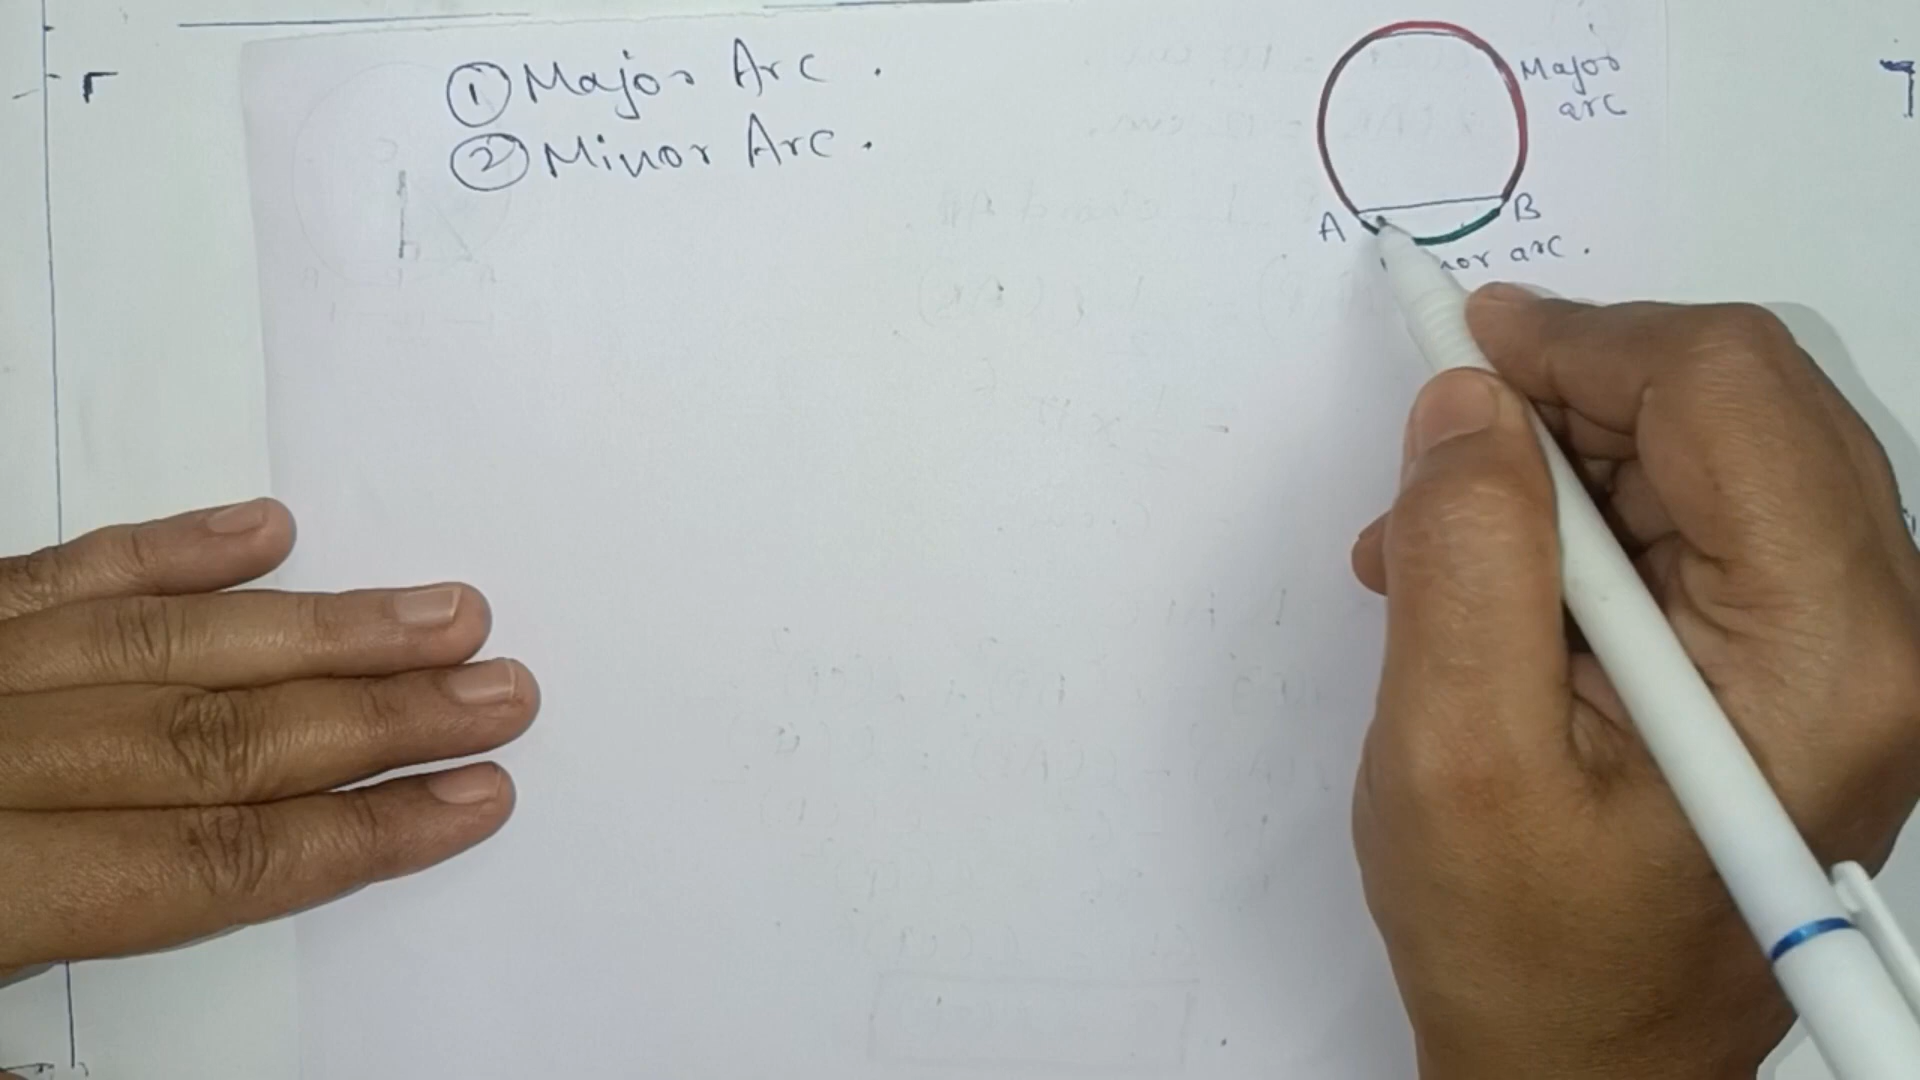 ① Major Arc .
② Minor Arc .
Major
arc
A
B
arc .